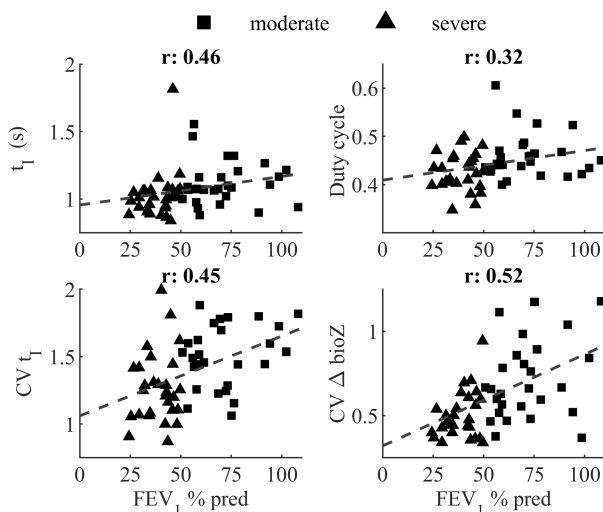 moderate severe
r: 0.46
r: 0.32
2
1.5
1
t_I (s)
0 25 50 75 100
0.6
0.5
0.4
Duty cycle
0 25 50 75 100
r: 0.45
r: 0.52
2
1.5
1
CV t_I
0 25 50 75 100
FEV_1 % pred
1
0.5
CV Δ bioZ
0 25 50 75 100
FEV_1 % pred